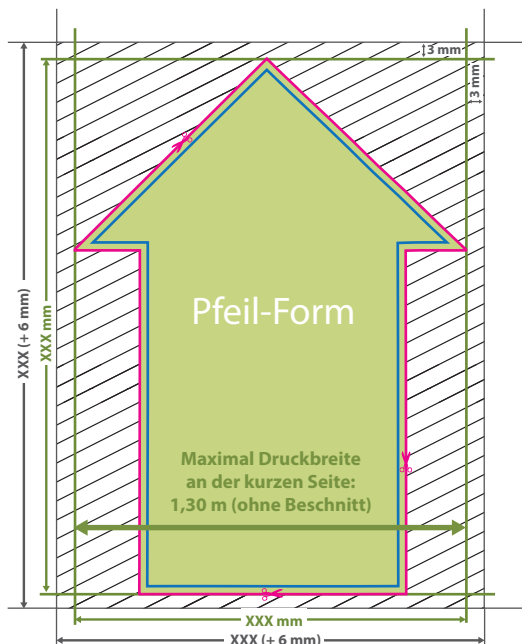 3 mm
3 mm
XXX (+ 6 mm)
XXX mm
Pfeil-Form
Maximal Druckbreite
an der kurzen Seite:
1,30 m (ohne Beschnitt)
XXX mm
XXX (+ 6 mm)